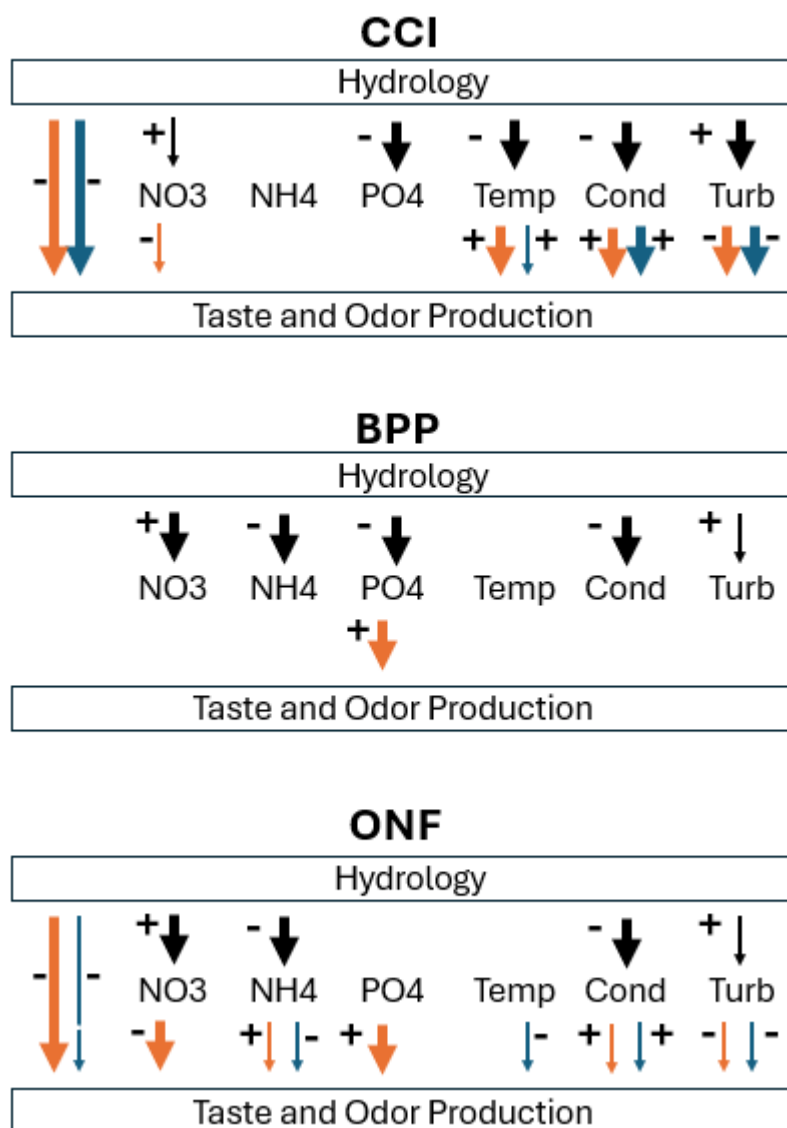 CCI
Hydrology
+ - - - +
- - NO3 NH4 PO4 Temp Cond Turb
- + + + + - -
Taste and Odor Production
BPP
Hydrology
+ - - - +
NO3 NH4 PO4 Temp Cond Turb
+
Taste and Odor Production
ONF
Hydrology
+ - - +
- - NO3 NH4 PO4 Temp Cond Turb
- + - + - + + - -
Taste and Odor Production